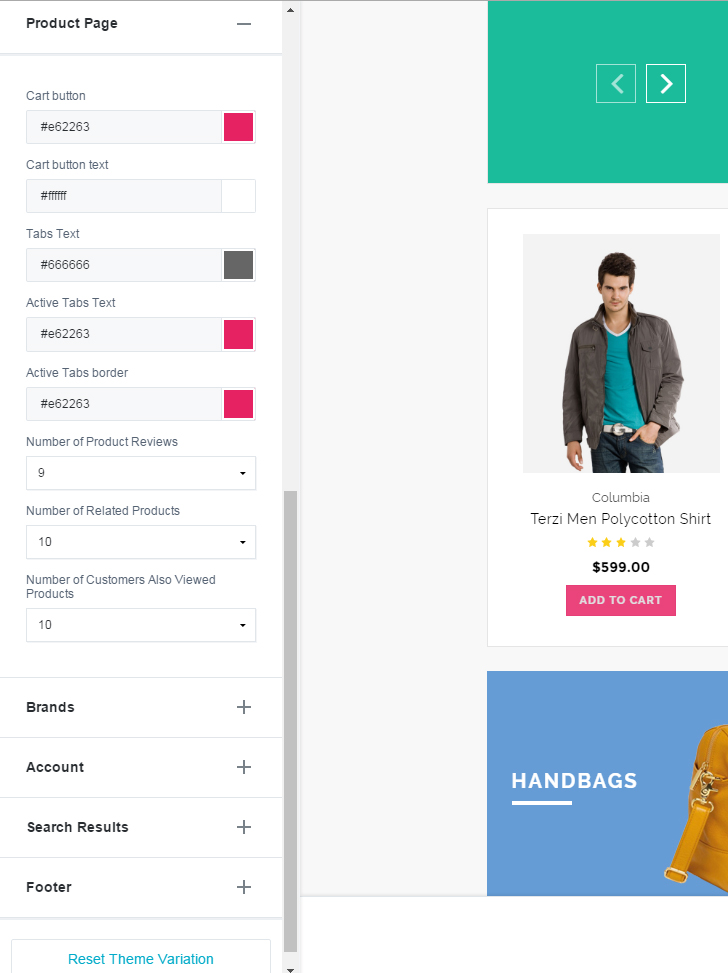 Product Page
Cart button
#e62263
Cart button text
#ffffff
Tabs Text
#666666
Active Tabs Text
#e62263
Active Tabs border
#e62263
Number of Product Reviews
9
Number of Related Products
10
Number of Customers Also Viewed
Products
10
Brands
Account
Search Results
Footer
Reset Theme Variation
Columbia
Terzi Men Polycotton Shirt
$599.00
ADD TO CART
HANDBAGS